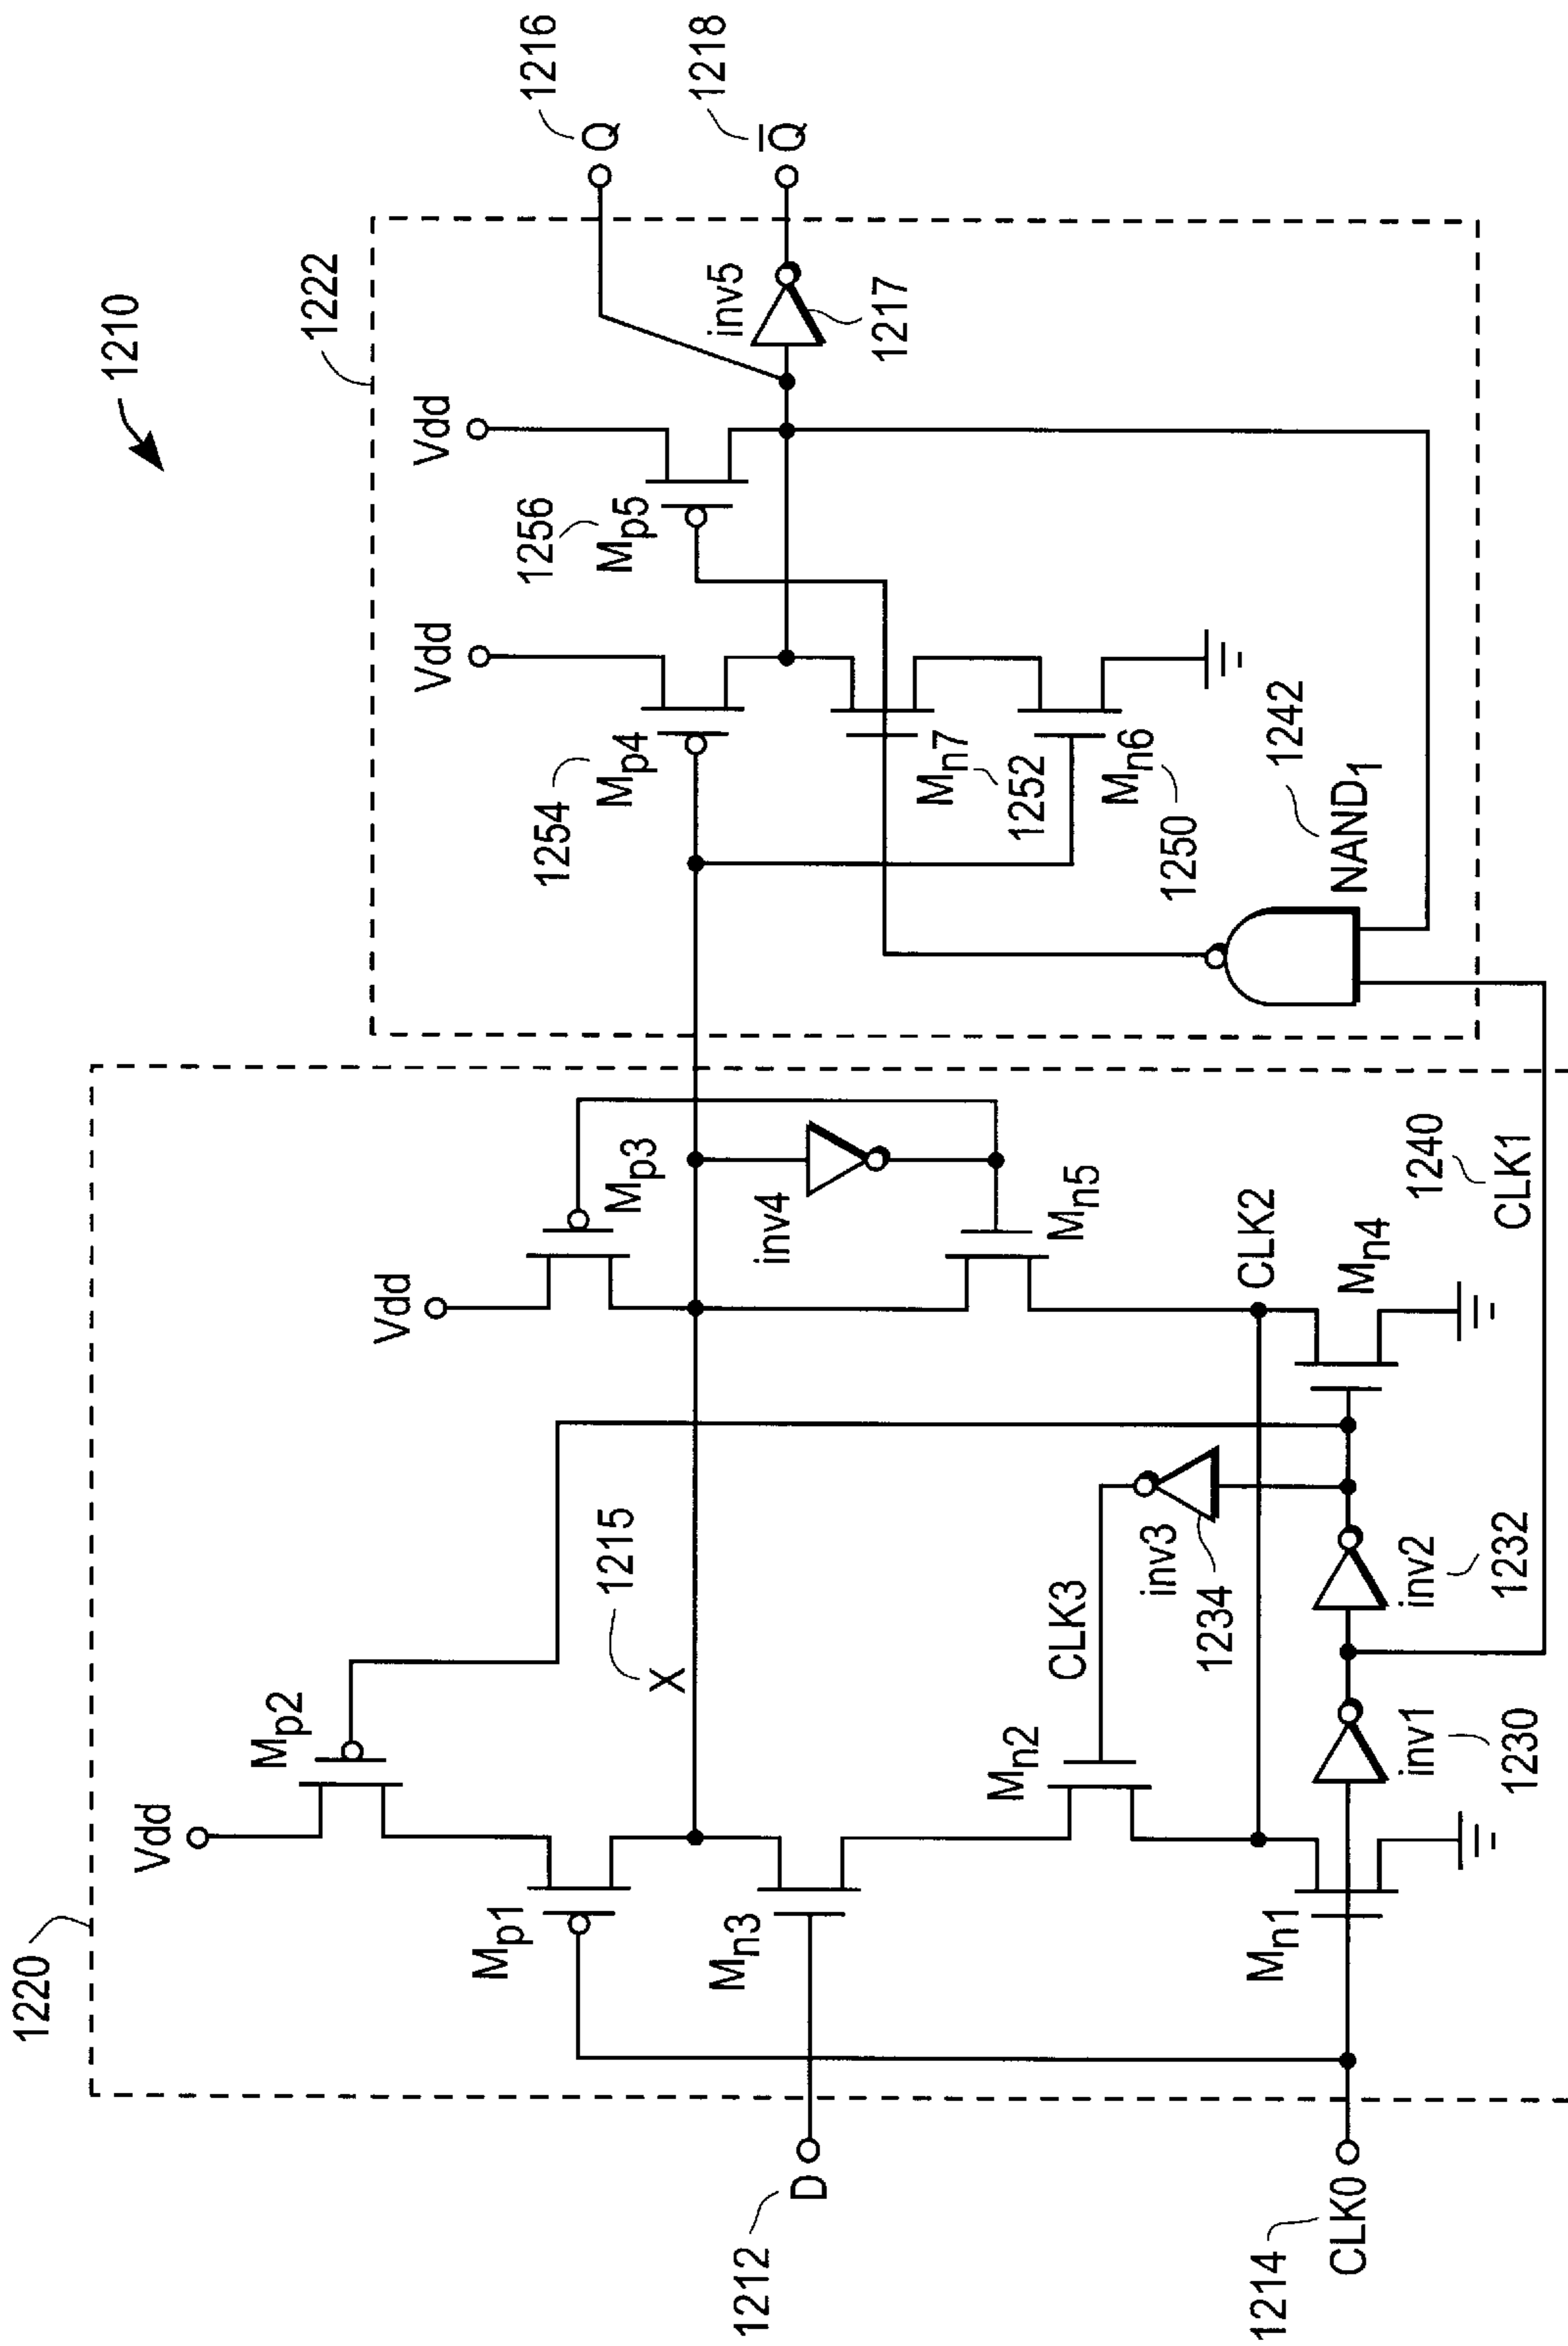 1210
1220
1222
Vdd
Mp2
Vdd
Mp3
Vdd
Vdd
1254
Mp4
1256
Mp5
1216
Q
Mp1
X
1215
inv4
Mn7
1252
inv5
1217
Q̅
1218
1212
D
Mn3
Mn2
CLK3
inv3
1234
Mn5
CLK2
1250
Mn6
1242
NAND1
Mn1
Mn4
1214
CLK0
inv1
1230
inv2
1232
1240
CLK1